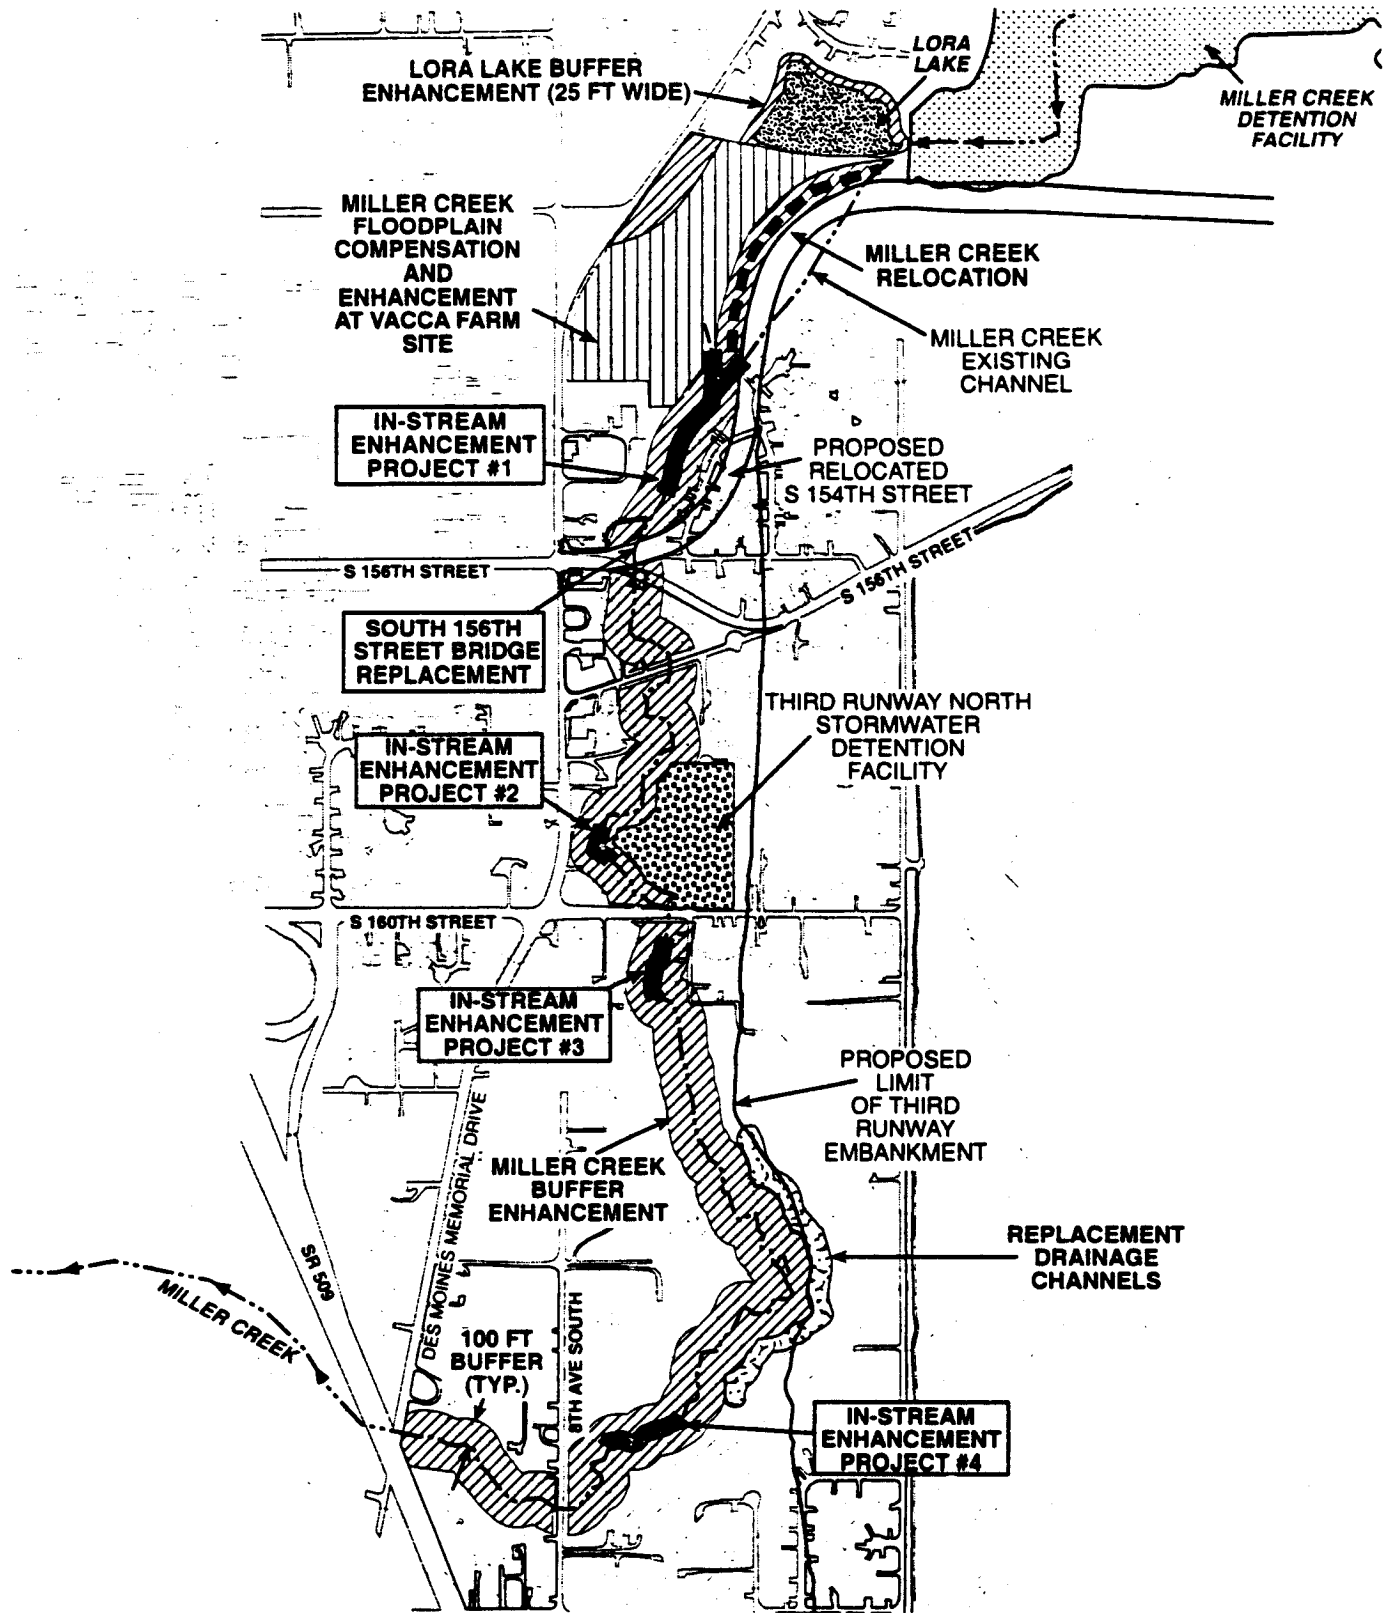 LORA
LAKE
LORA LAKE BUFFER
ENHANCEMENT (25 FT WIDE)
MILLER CREEK
DETENTION
FACILITY
MILLER CREEK
FLOODPLAIN
COMPENSATION
AND
ENHANCEMENT
AT VACCA FARM
SITE
MILLER CREEK
RELOCATION
MILLER CREEK
EXISTING
CHANNEL
IN-STREAM
ENHANCEMENT
PROJECT #1
PROPOSED
RELOCATED
S 154TH STREET
S 156TH STREET
S 156TH STREET
SOUTH 156TH
STREET BRIDGE
REPLACEMENT
THIRD RUNWAY NORTH
STORMWATER
DETENTION
FACILITY
IN-STREAM
ENHANCEMENT
PROJECT #2
S 160TH STREET
IN-STREAM
ENHANCEMENT
PROJECT #3
PROPOSED
LIMIT
OF THIRD
RUNWAY
EMBANKMENT
DES MOINES MEMORIAL DRIVE
MILLER CREEK
BUFFER
ENHANCEMENT
REPLACEMENT
DRAINAGE
CHANNELS
SR 509
MILLER CREEK
100 FT
BUFFER
(TYP.)
8TH AVE SOUTH
IN-STREAM
ENHANCEMENT
PROJECT #4